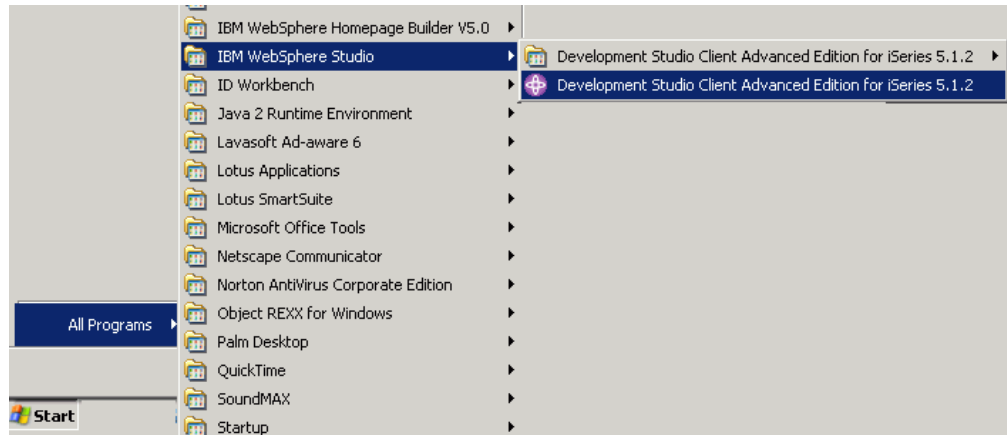 IBM WebSphere Homepage Builder V5.0
IBM WebSphere Studio
Development Studio Client Advanced Edition for iSeries 5.1.2
ID Workbench
Development Studio Client Advanced Edition for iSeries 5.1.2
Java 2 Runtime Environment
Lavasoft Ad-aware 6
Lotus Applications
Lotus SmartSuite
Microsoft Office Tools
Netscape Communicator
Norton AntiVirus Corporate Edition
Object REXX for Windows
All Programs
Palm Desktop
QuickTime
SoundMAX
Start
Startup